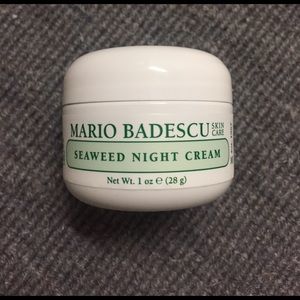 MARIO BADESCU SKIN CARE
SEAWEED NIGHT CREAM
Net Wt. 1 oz ℮ (28 g)